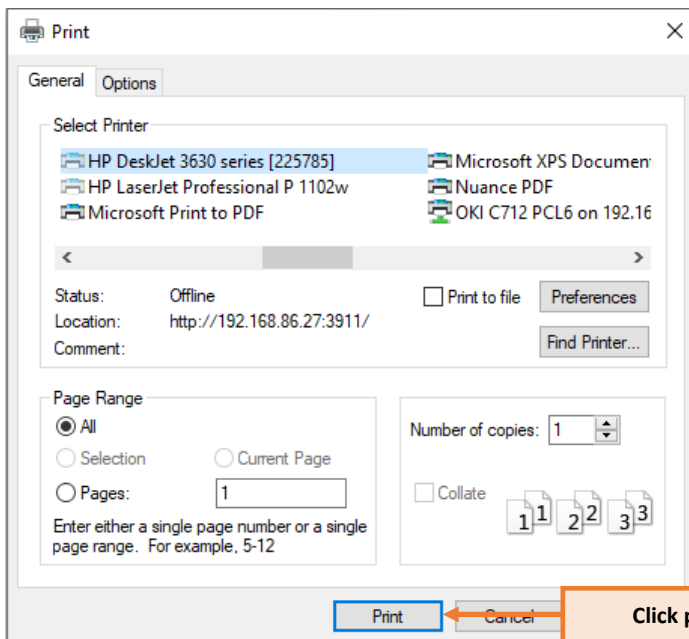 Print
General Options
Select Printer
HP DeskJet 3630 series [225785] Microsoft XPS Documen
HP LaserJet Professional P 1102w Nuance PDF
Microsoft Print to PDF OKI C712 PCL6 on 192.16
Status: Offline Print to file Preferences
Location: http://192.168.86.27:3911/
Comment: Find Printer...
Page Range
All Number of copies: 1
Selection Current Page
Pages: 1 Collate 1 1 2 2 3 3
Enter either a single page number or a single
page range. For example, 5-12
Print Cancel Click p